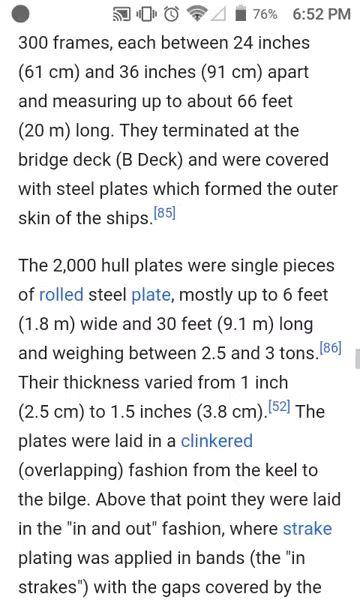 76% 6:52 PM
300 frames, each between 24 inches
(61 cm) and 36 inches (91 cm) apart
and measuring up to about 66 feet
(20 m) long. They terminated at the
bridge deck (B Deck) and were covered
with steel plates which formed the outer
skin of the ships.[85]
The 2,000 hull plates were single pieces
of rolled steel plate, mostly up to 6 feet
(1.8 m) wide and 30 feet (9.1 m) long
and weighing between 2.5 and 3 tons.[86]
Their thickness varied from 1 inch
(2.5 cm) to 1.5 inches (3.8 cm).[52] The
plates were laid in a clinkered
(overlapping) fashion from the keel to
the bilge. Above that point they were laid
in the "in and out" fashion, where strake
plating was applied in bands (the "in
strakes") with the gaps covered by the